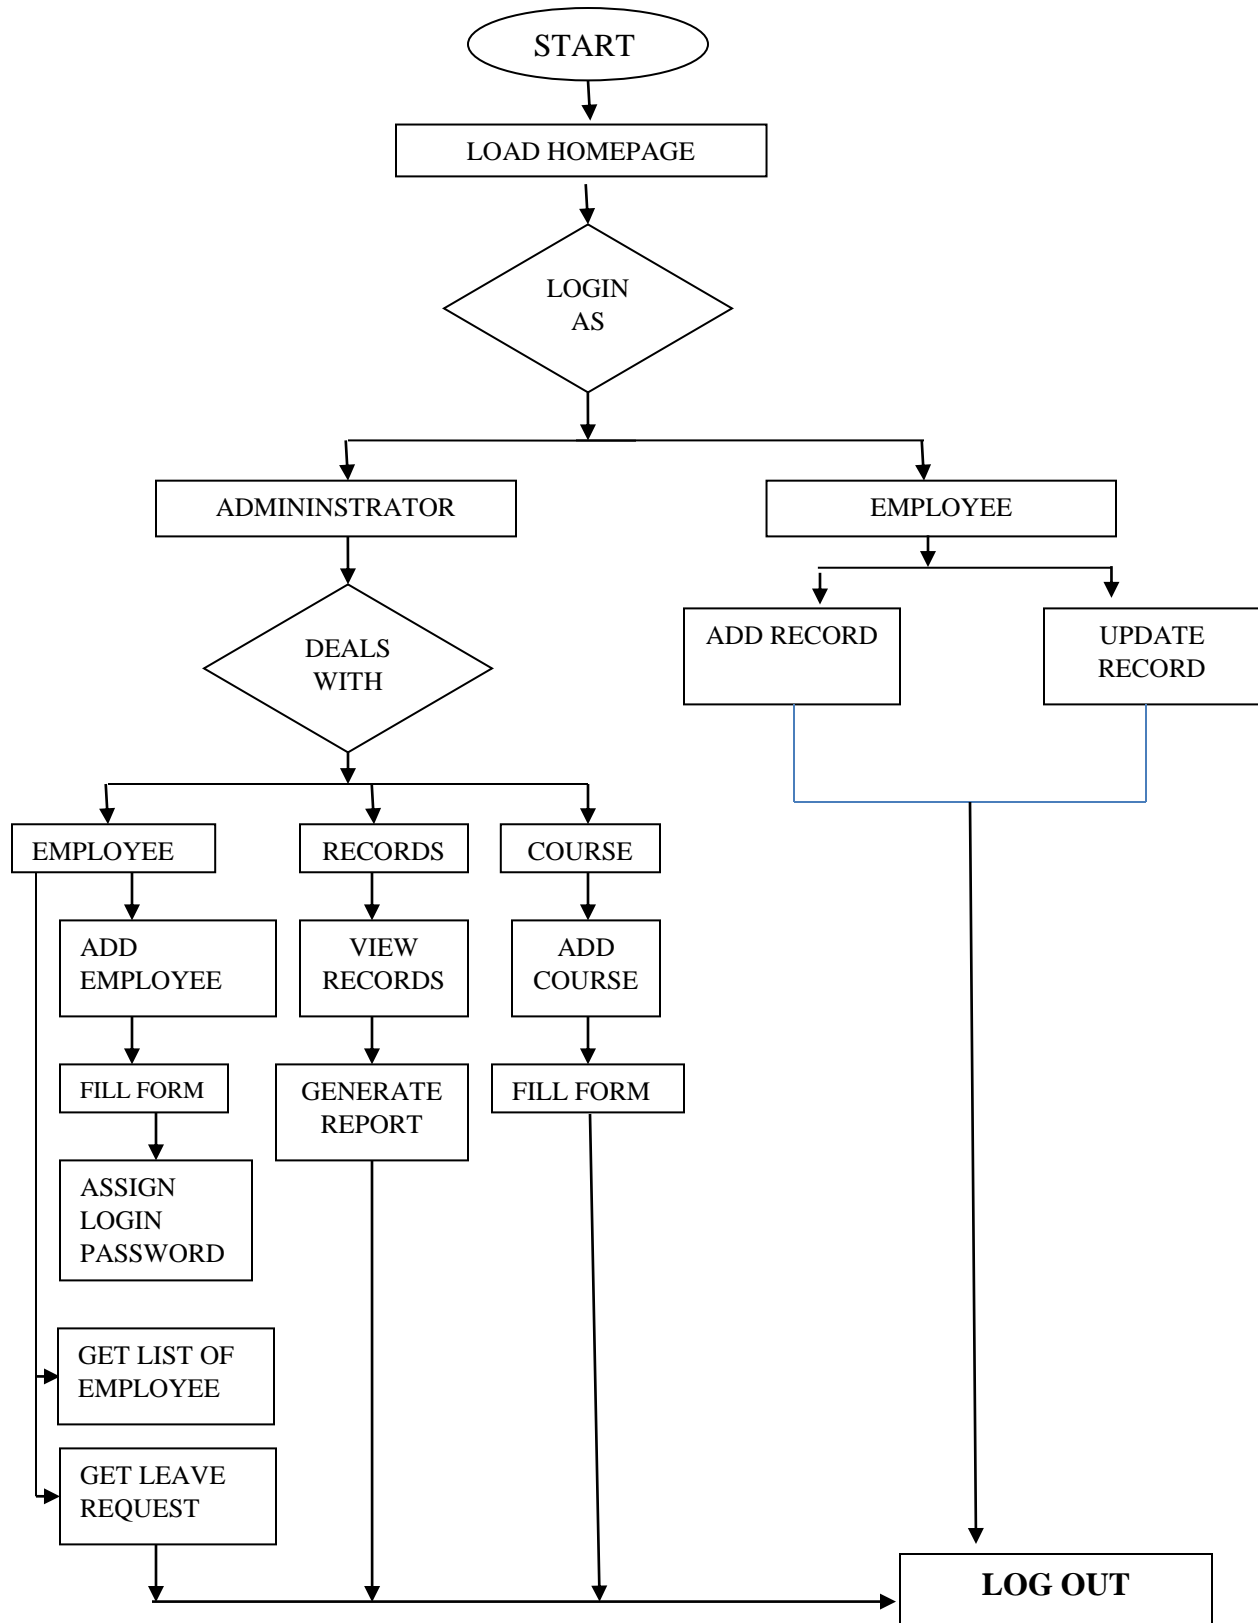 START
LOAD HOMEPAGE
LOGIN
AS
ADMININSTRATOR
EMPLOYEE
DEALS
WITH
ADD RECORD
UPDATE
RECORD
EMPLOYEE
RECORDS
COURSE
ADD
EMPLOYEE
VIEW
RECORDS
ADD
COURSE
FILL FORM
GENERATE
REPORT
FILL FORM
ASSIGN
LOGIN
PASSWORD
GET LIST OF
EMPLOYEE
GET LEAVE
REQUEST
LOG OUT